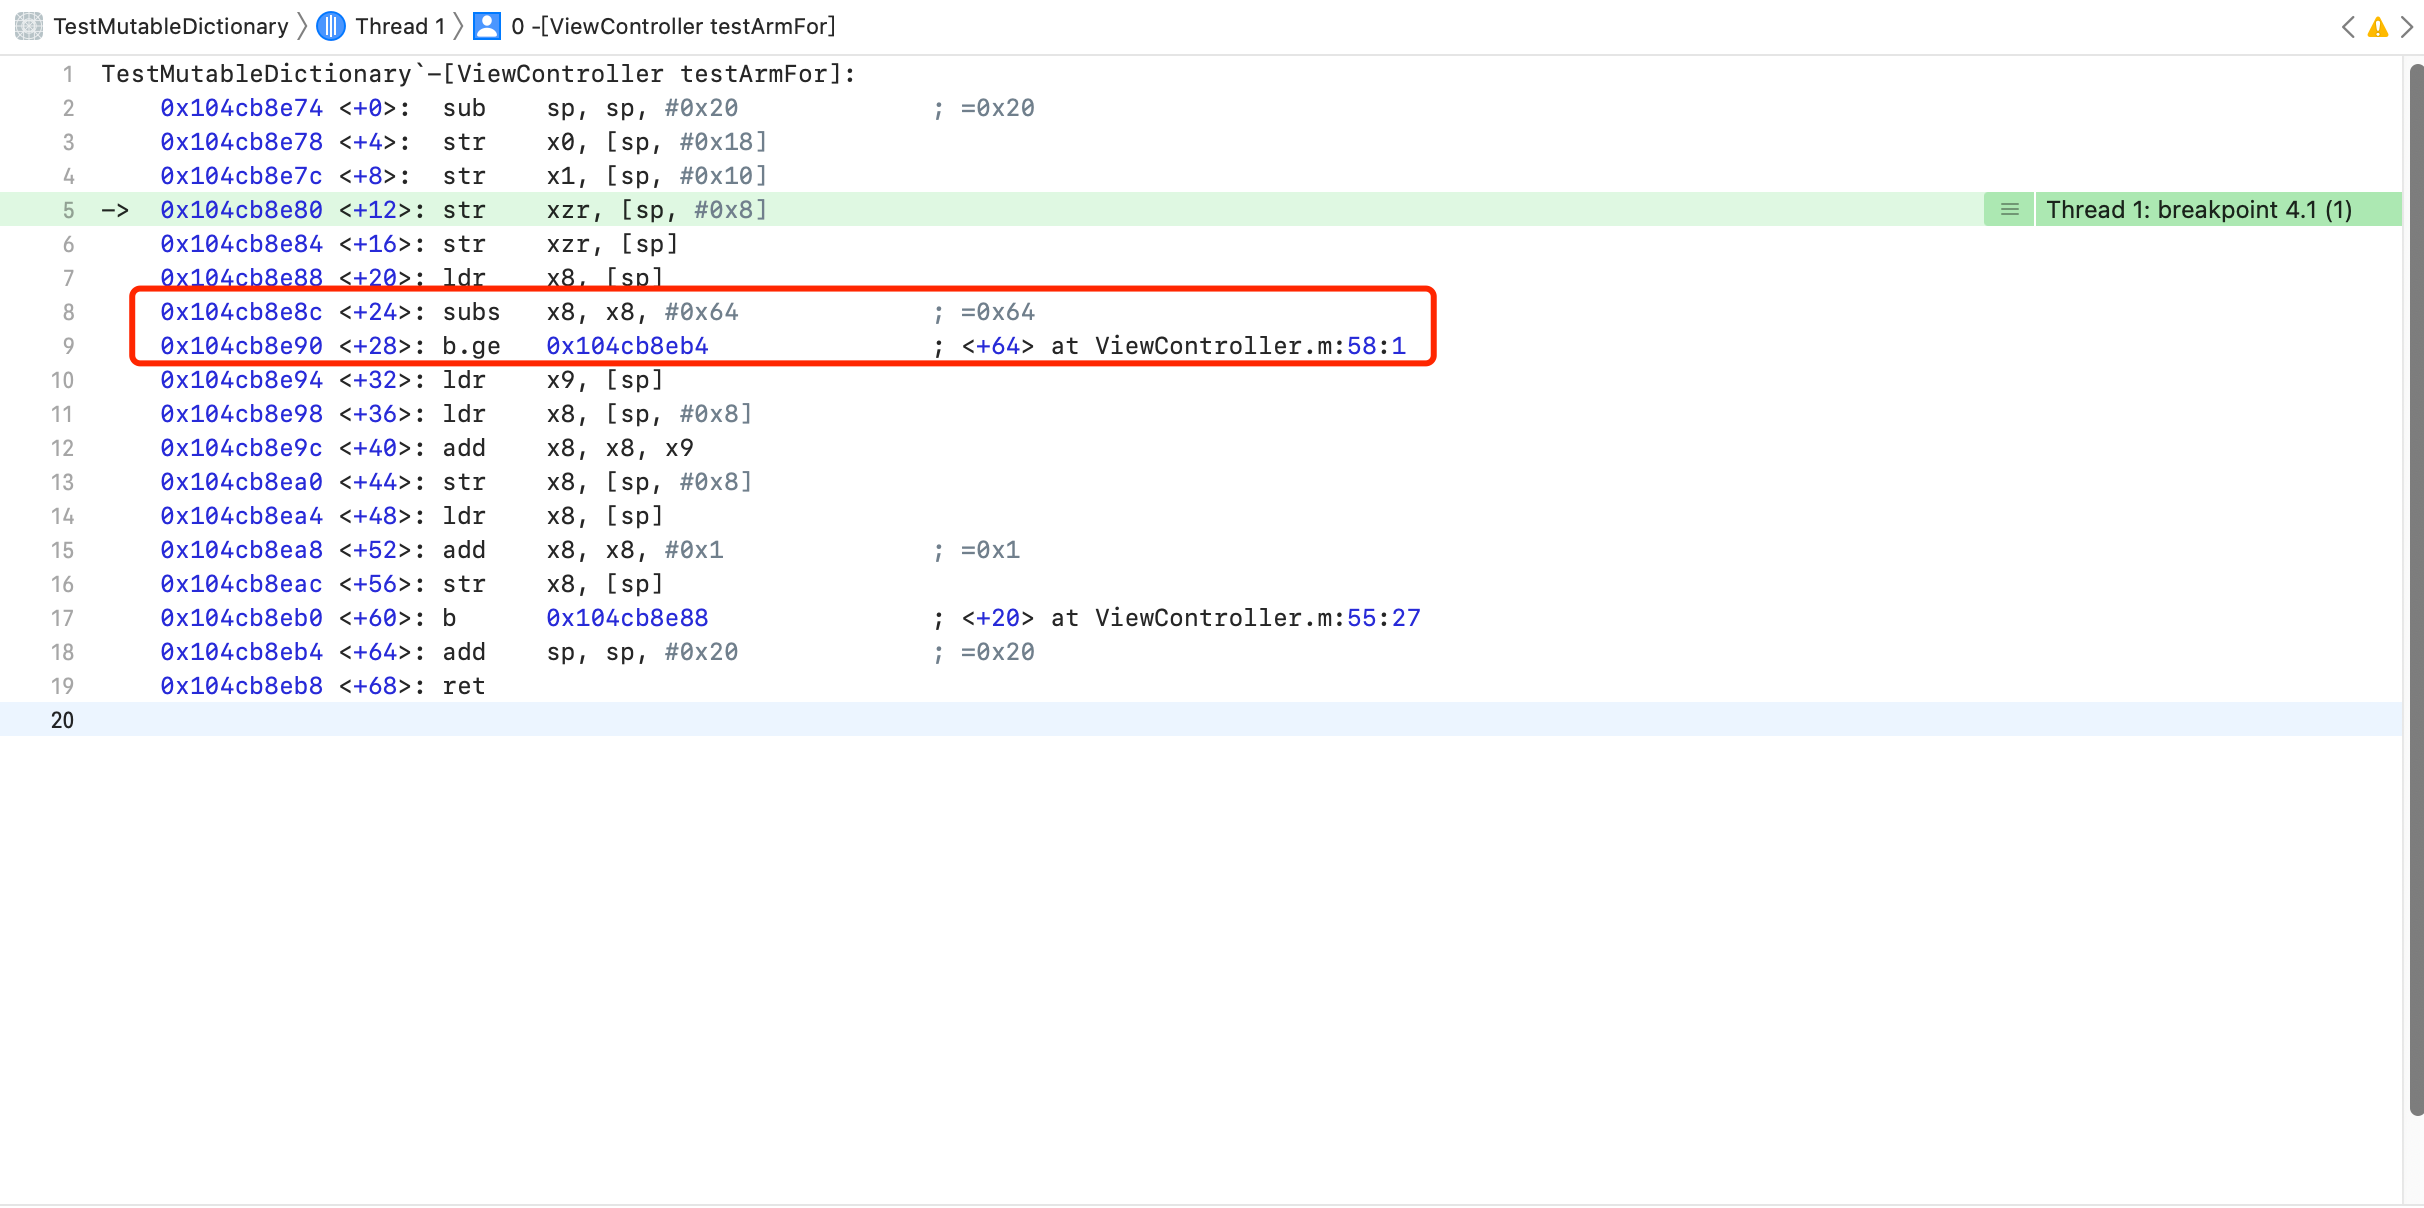 TestMutableDictionary 〉 Thread 1 〉 0 -[ViewController testArmFor]
1 TestMutableDictionary`-[ViewController testArmFor]:
2 0x104cb8e74 <+0>: sub sp, sp, #0x20 ; =0x20
3 0x104cb8e78 <+4>: str x0, [sp, #0x18]
4 0x104cb8e7c <+8>: str x1, [sp, #0x10]
5 -> 0x104cb8e80 <+12>: str xzr, [sp, #0x8] Thread 1: breakpoint 4.1 (1)
6 0x104cb8e84 <+16>: str xzr, [sp]
7 0x104cb8e88 <+20>: ldr x8, [sp]
8 0x104cb8e8c <+24>: subs x8, x8, #0x64 ; =0x64
9 0x104cb8e90 <+28>: b.ge 0x104cb8eb4 ; <+64> at ViewController.m:58:1
10 0x104cb8e94 <+32>: ldr x9, [sp]
11 0x104cb8e98 <+36>: ldr x8, [sp, #0x8]
12 0x104cb8e9c <+40>: add x8, x8, x9
13 0x104cb8ea0 <+44>: str x8, [sp, #0x8]
14 0x104cb8ea4 <+48>: ldr x8, [sp]
15 0x104cb8ea8 <+52>: add x8, x8, #0x1 ; =0x1
16 0x104cb8eac <+56>: str x8, [sp]
17 0x104cb8eb0 <+60>: b 0x104cb8e88 ; <+20> at ViewController.m:55:27
18 0x104cb8eb4 <+64>: add sp, sp, #0x20 ; =0x20
19 0x104cb8eb8 <+68>: ret
20